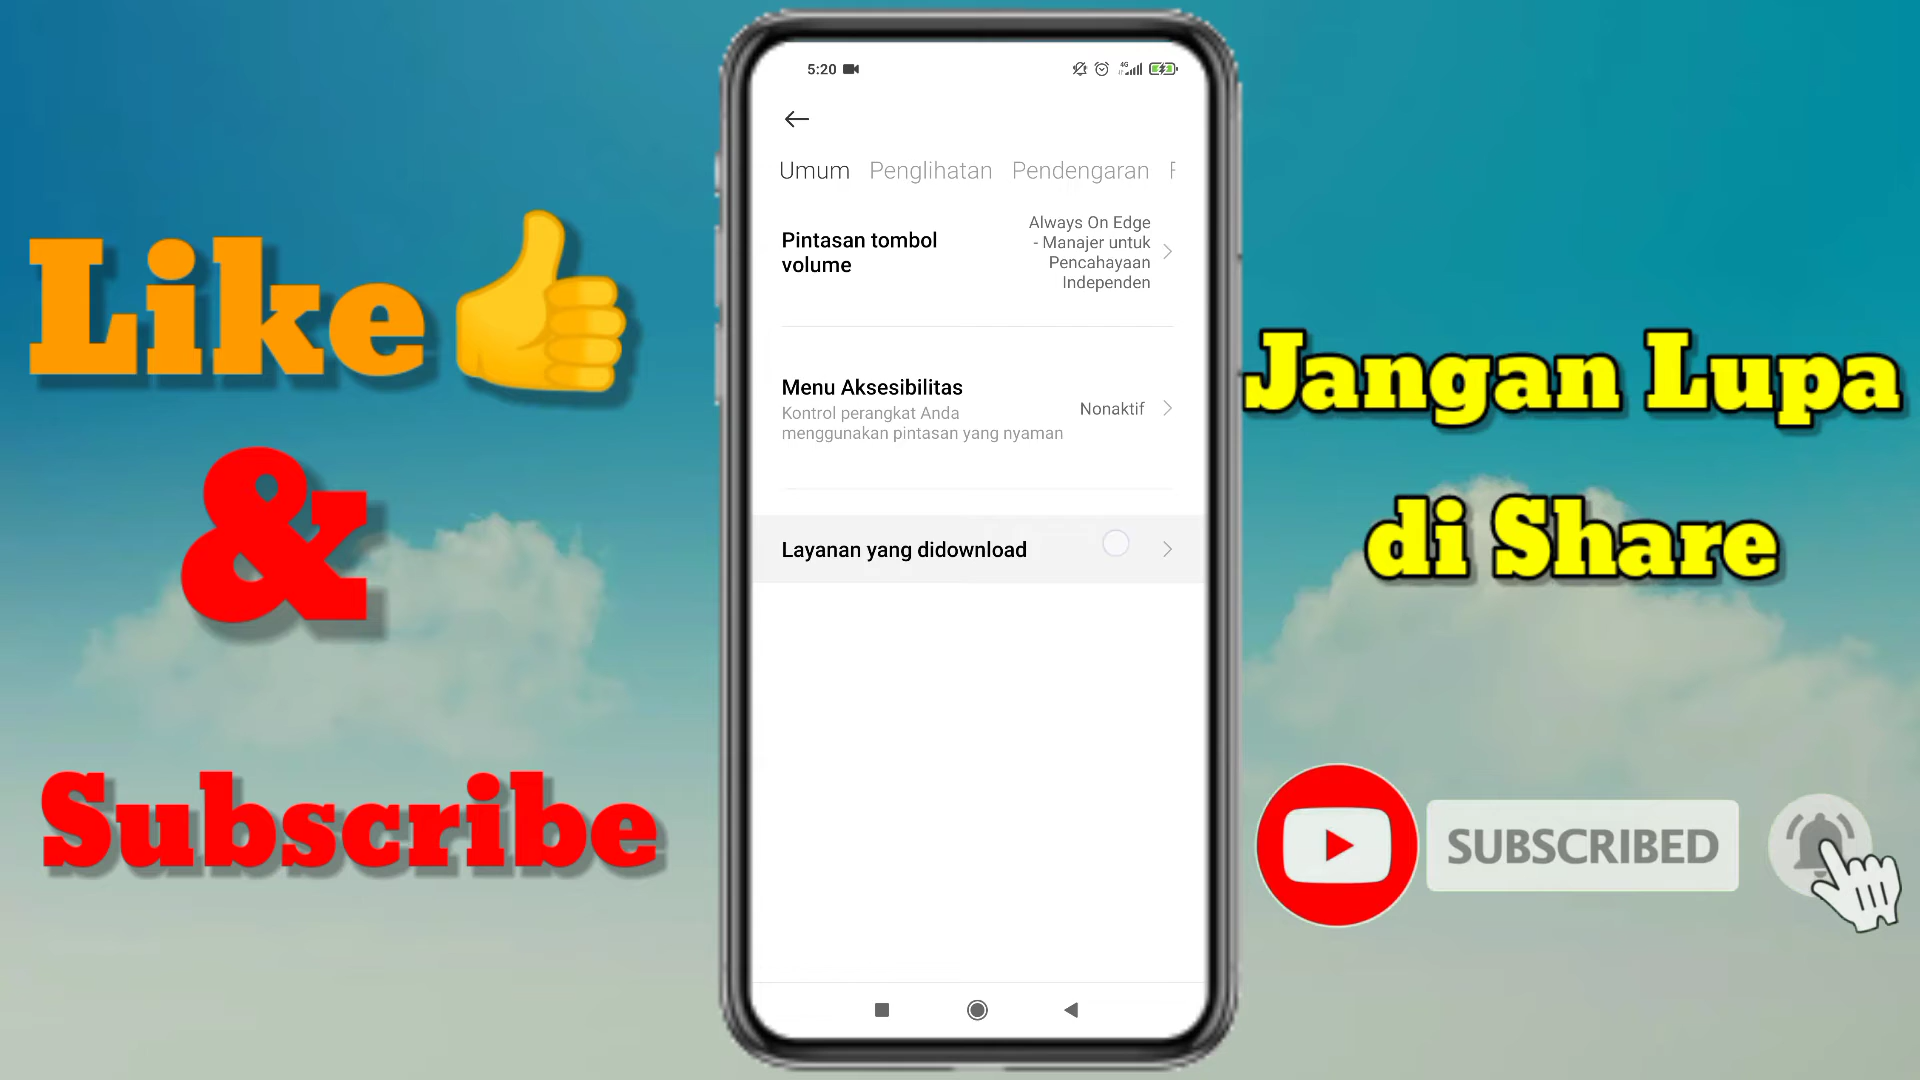 Like
&
Subscribe
5:20
4G
Umum Penglihatan Pendengaran
Pintasan tombol
volume
Always On Edge
- Manajer untuk
Pencahayaan
Independen
Menu Aksesibilitas
Kontrol perangkat Anda
menggunakan pintasan yang nyaman
Nonaktif
Layanan yang didownload
Jangan Lupa
di Share
SUBSCRIBED